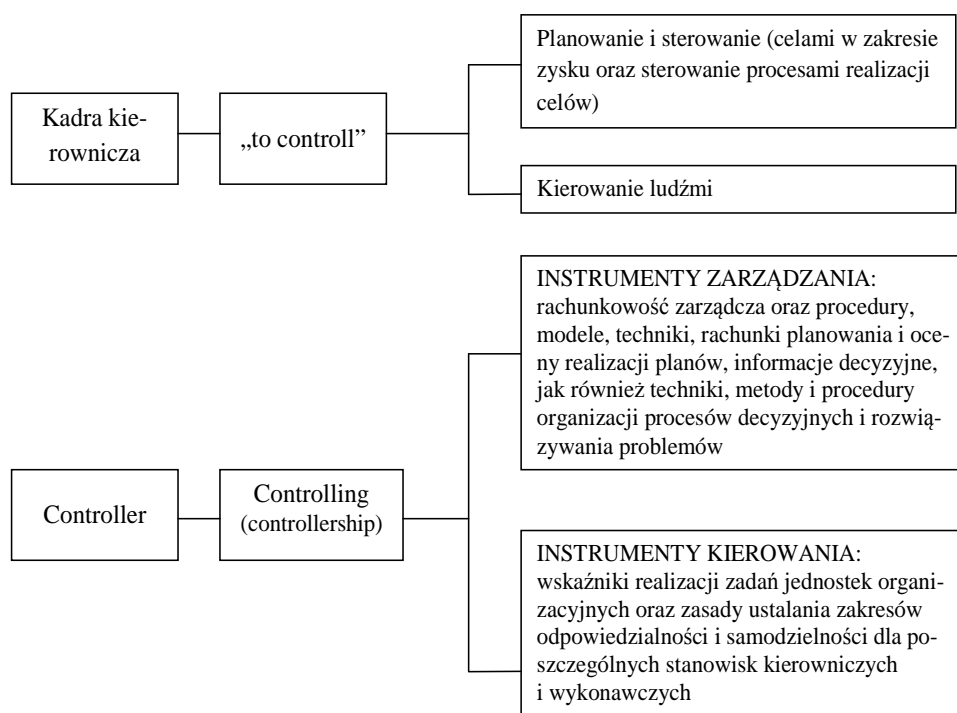 Planowanie i sterowanie (celami w zakresie
zysku oraz sterowanie procesami realizacji
celów)
Kadra kie-
rownicza
„to controll”
Kierowanie ludźmi
INSTRUMENTY ZARZĄDZANIA:
rachunkowość zarządcza oraz procedury,
modele, techniki, rachunki planowania i oce-
ny realizacji planów, informacje decyzyjne,
jak również techniki, metody i procedury
organizacji procesów decyzyjnych i rozwią-
zywania problemów
Controller
Controlling
(controllership)
INSTRUMENTY KIEROWANIA:
wskaźniki realizacji zadań jednostek organi-
zacyjnych oraz zasady ustalania zakresów
odpowiedzialności i samodzielności dla po-
szczególnych stanowisk kierowniczych
i wykonawczych